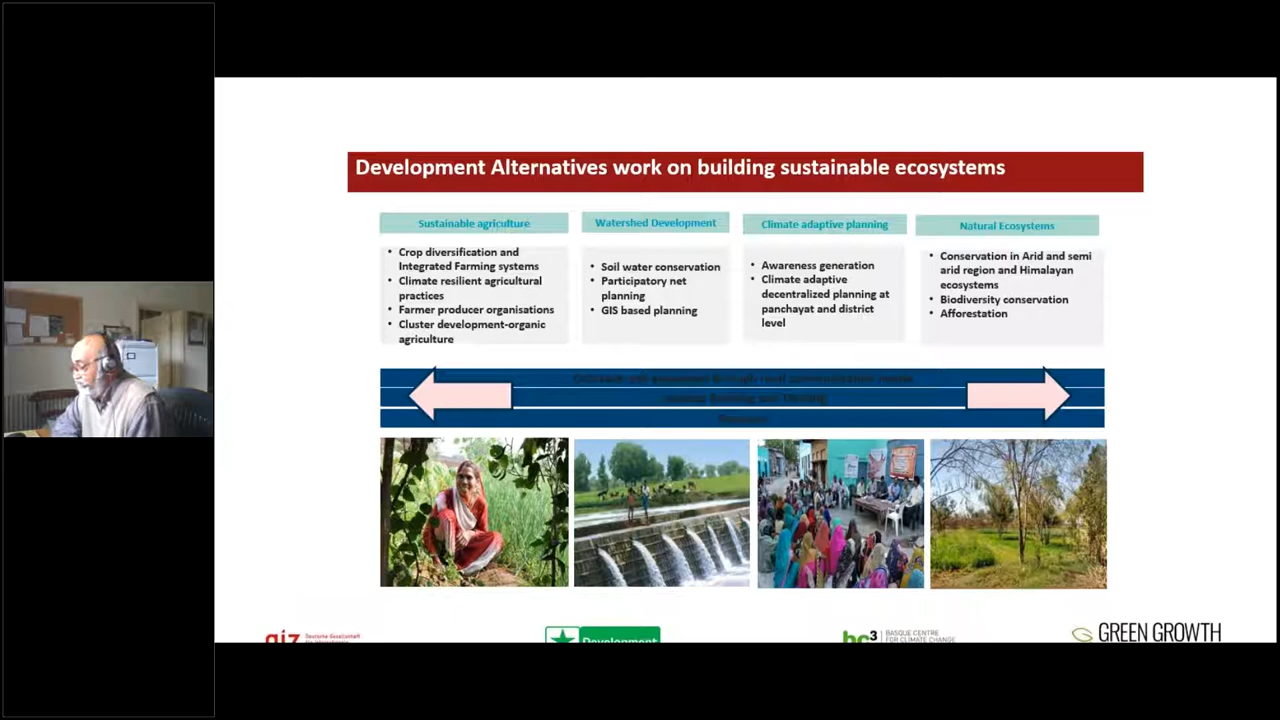 Development Alternatives work on building sustainable ecosystems
Sustainable agriculture
• Crop diversification and
Integrated Farming systems
• Climate resilient agricultural
practices
• Farmer producer organisations
• Cluster development-organic
agriculture
Watershed Development
• Soil water conservation
• Participatory net
planning
• GIS based planning
Climate adaptive planning
• Awareness generation
• Climate adaptive
decentralized planning at
panchayat and district
level
Natural Ecosystems
• Conservation in Arid and semi
arid region and Himalayan
ecosystems
• Biodiversity conservation
• Afforestation
giz
Deutsche Gesellschaft
Development
bc3
BASQUE CENTRE
FOR CLIMATE CHANGE
GREEN GROWTH